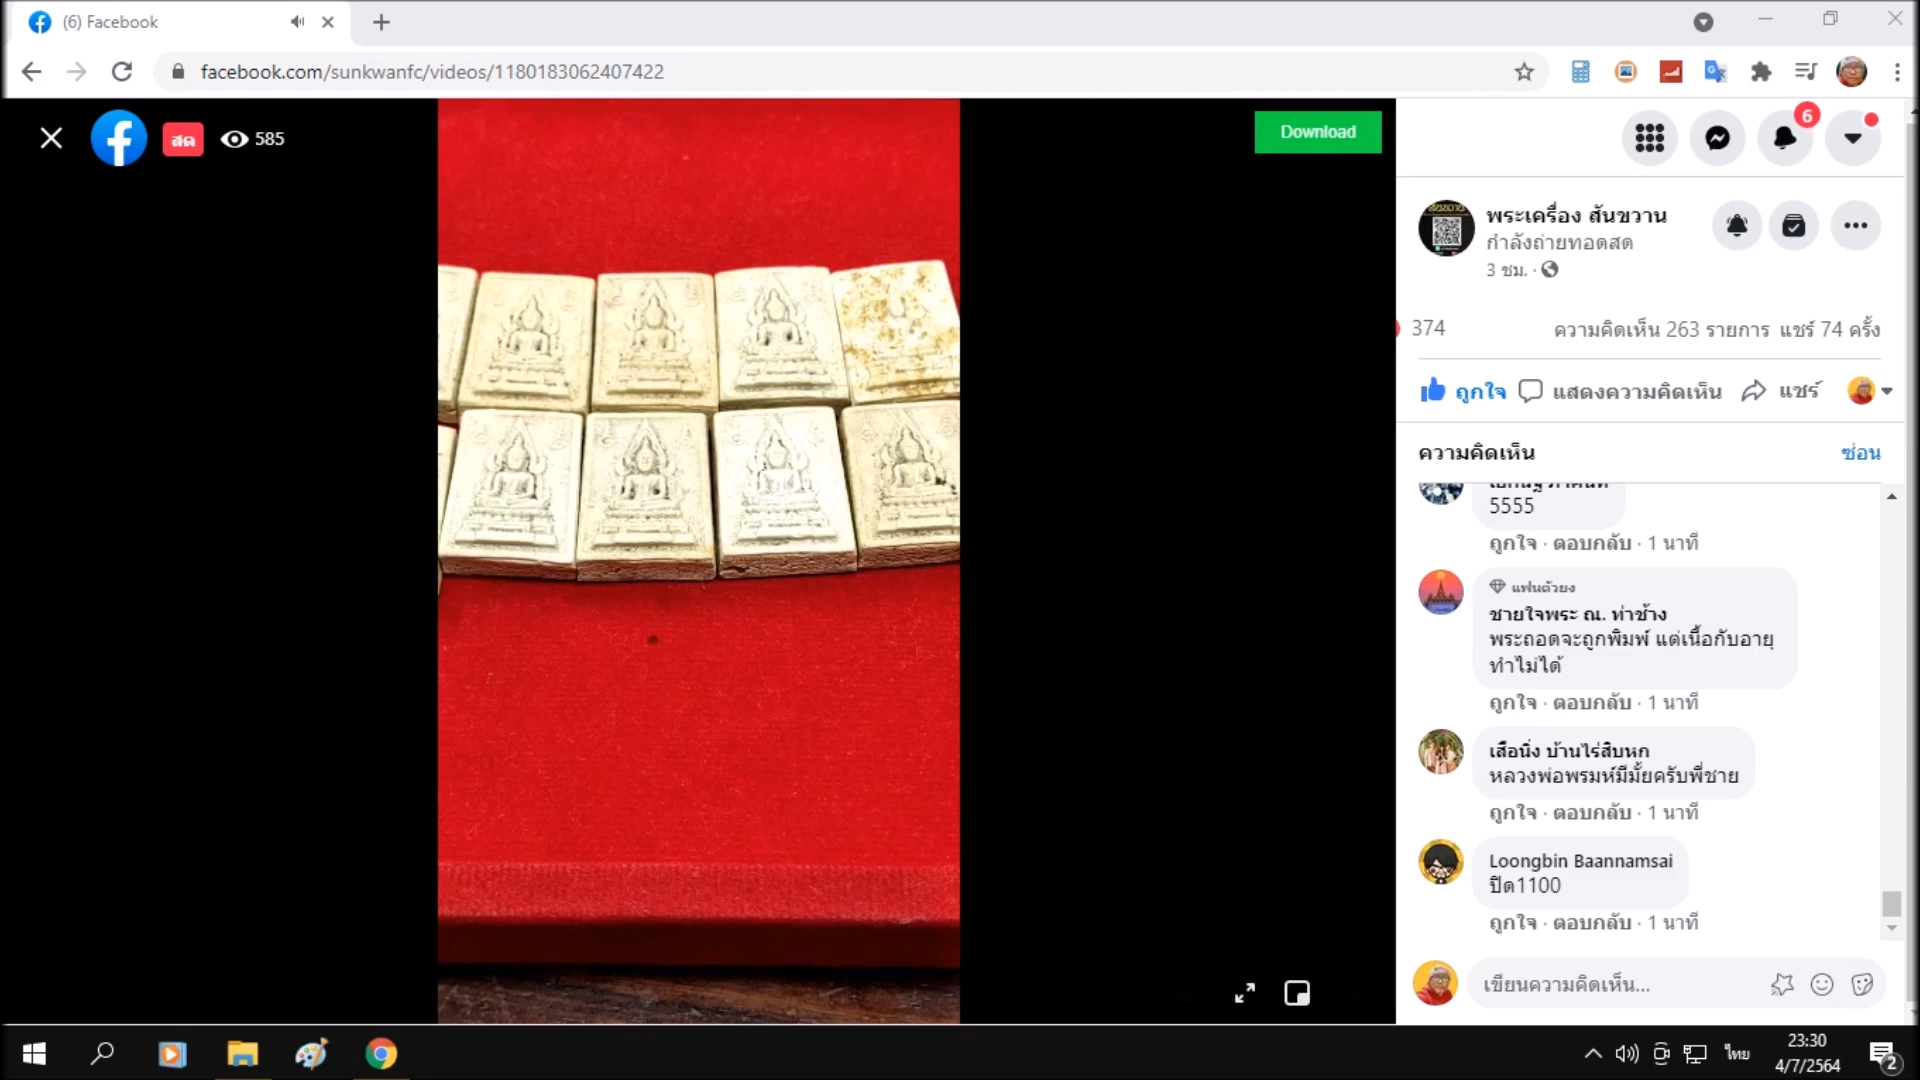 (6) Facebook
facebook.com/sunkwanfc/videos/1180183062407422
สด
585
Download
6
พระเครื่อง สันขวาน
กำลังถ่ายทอดสด
3 ชม. ·
374
ความคิดเห็น 263 รายการ แชร์ 74 ครั้ง
ถูกใจ
แสดงความคิดเห็น
แชร์
ความคิดเห็น
ซ่อน
5555
ถูกใจ · ตอบกลับ · 1 นาที
แฟนตัวยง
ชายใจพระ ณ. ท่าช้าง
พระถอดจะถูกพิมพ์ แต่เนื้อกับอายุ
ทำไม่ได้
ถูกใจ · ตอบกลับ · 1 นาที
เสือนิ่ง บ้านไร่สิบหก
หลวงพ่อพรมห์มีมั้ยครับพี่ชาย
ถูกใจ · ตอบกลับ · 1 นาที
Loongbin Baannamsai
ปิด1100
ถูกใจ · ตอบกลับ · 1 นาที
เขียนความคิดเห็น...
ไทย
23:30
4/7/2564
2